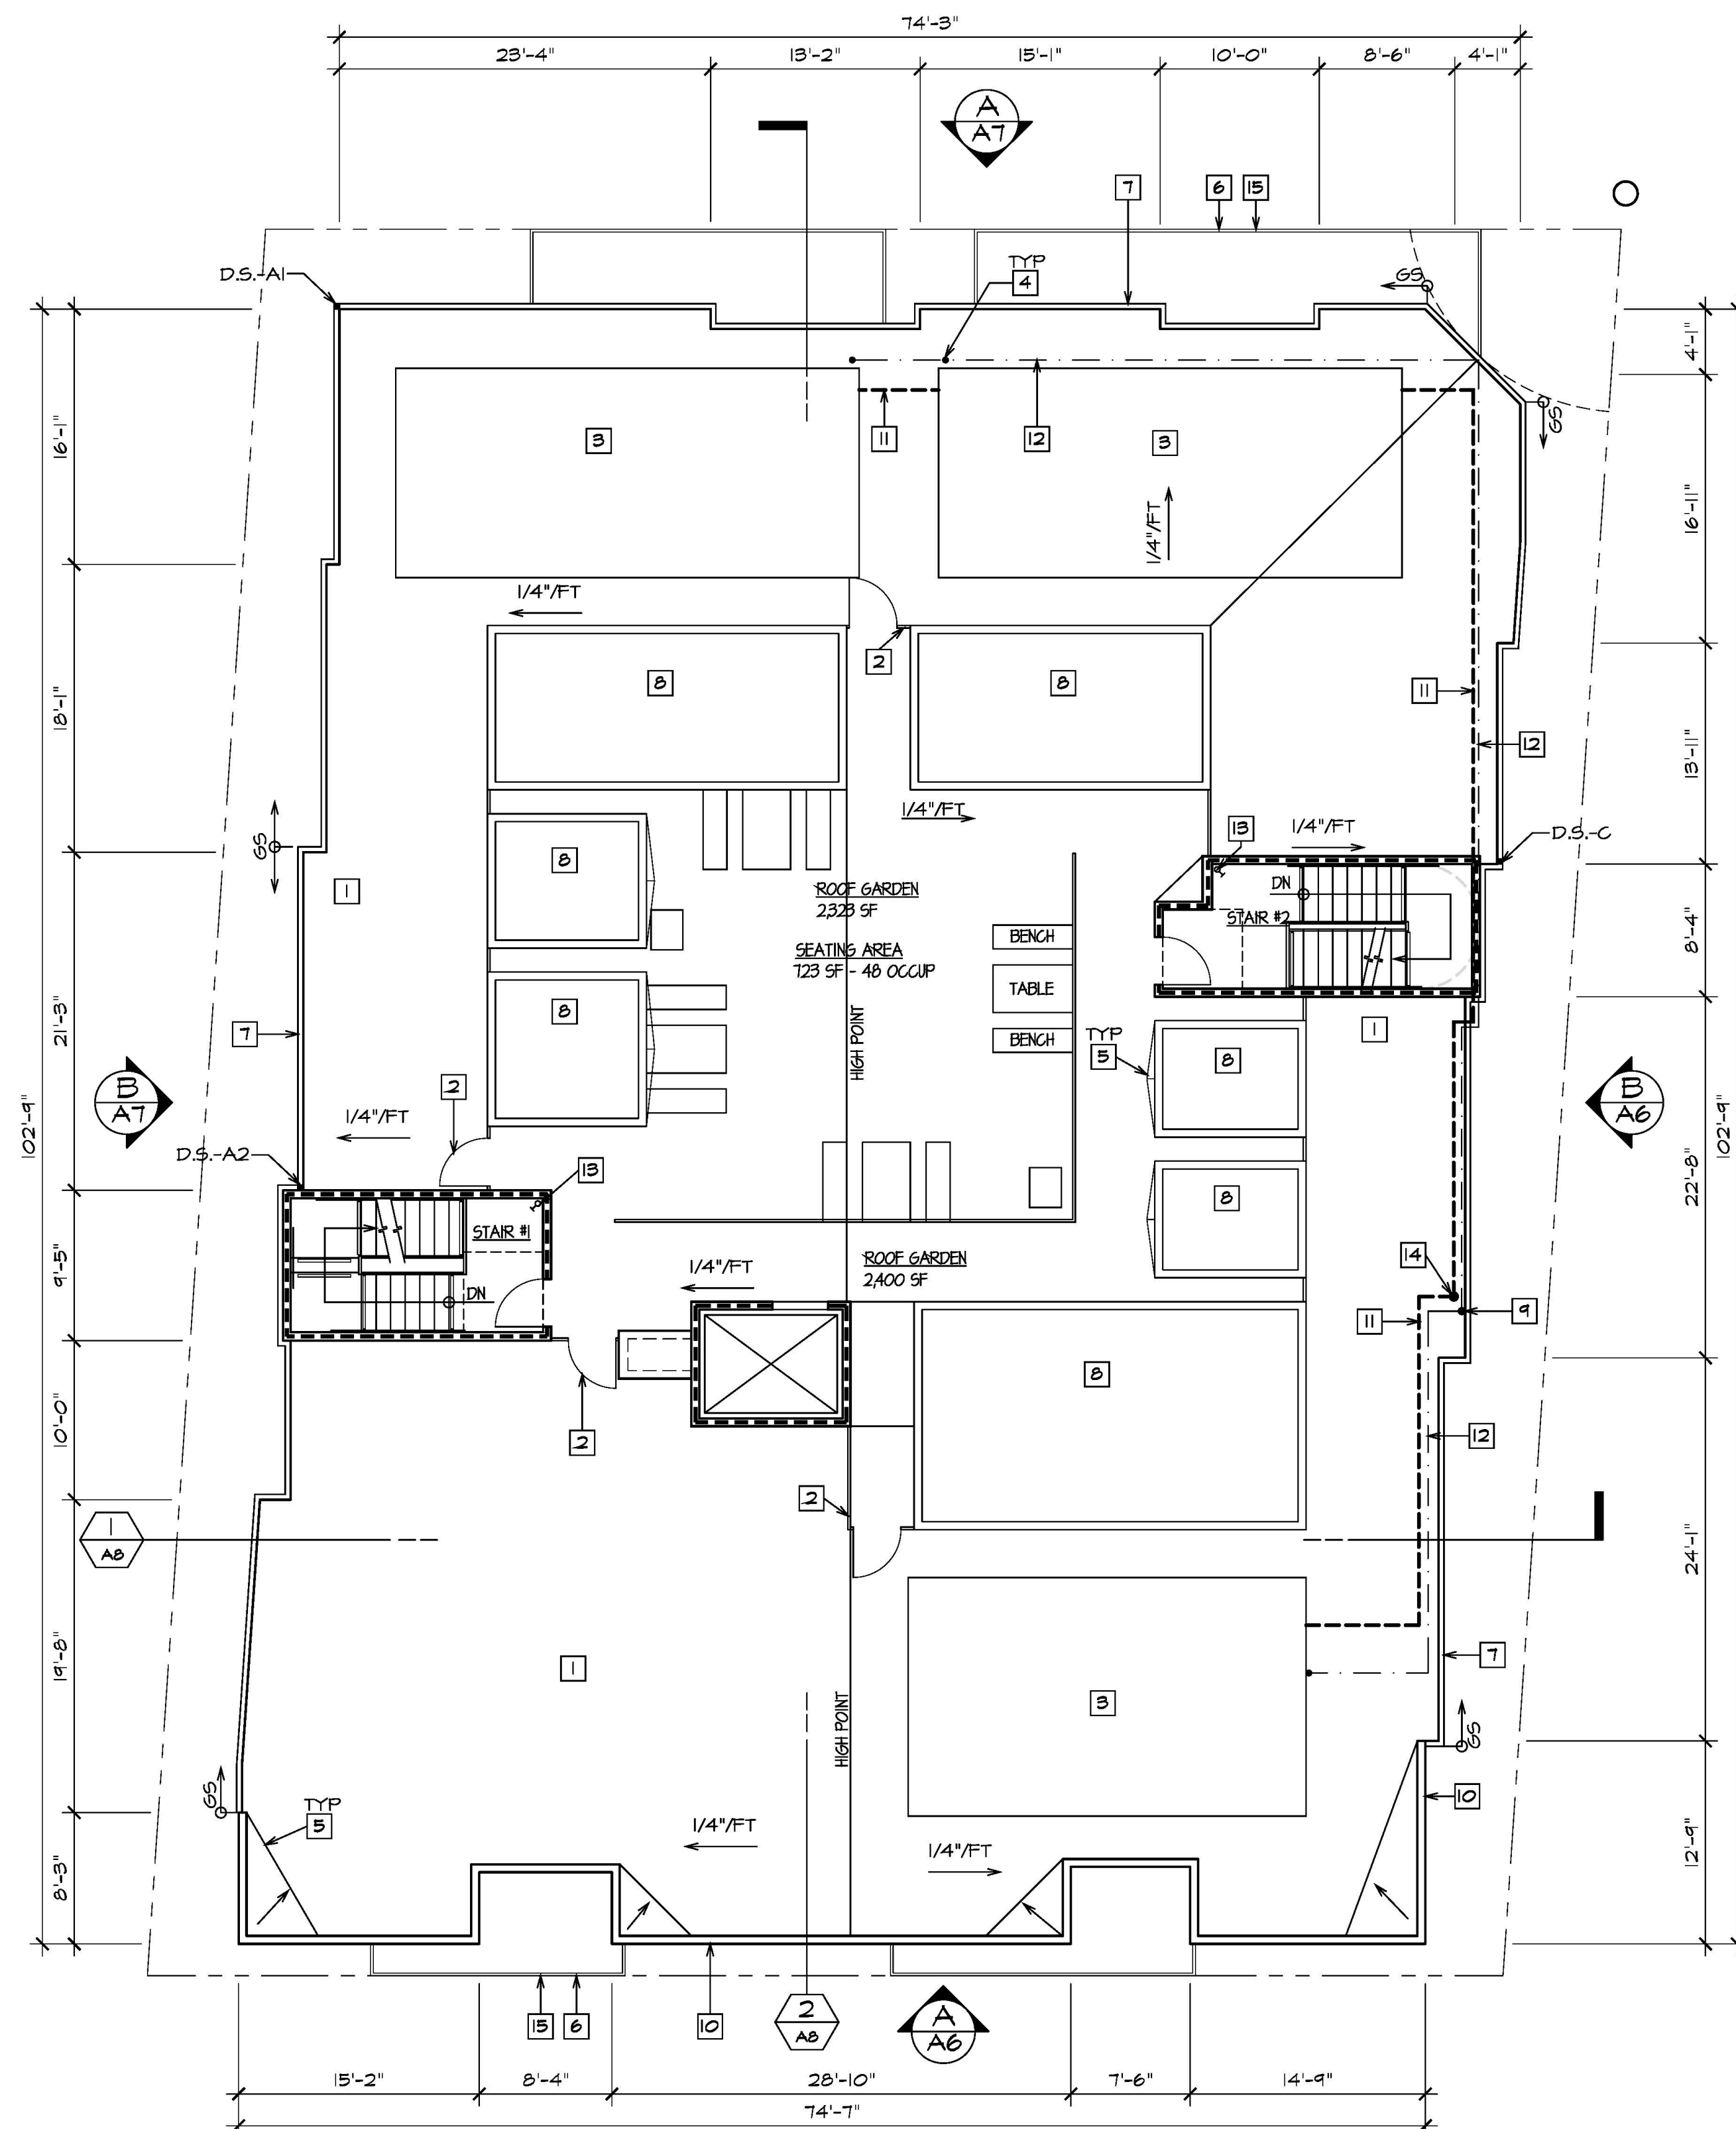 74'-3"
23'-4" 13'-2" 15'-1" 10'-0" 8'-6" 4'-1"
A
A7
7 6 15
D.S.-A1
TYP
4
GS
4'-1"
GS
16'-1"
3
11
12
3
16'-11"
1/4"/FT
1/4"/FT
2
8
8
11
18'-1"
12
13'-11"
1/4"/FT
13
1/4"/FT
D.S.-C
GS
8
1
DN
ROOF GARDEN
2,323 SF
STAIR #2
8'-4"
SEATING AREA
723 SF - 48 OCCUP
BENCH
TABLE
BENCH
8
HIGH POINT
21'-3"
7
1
TYP
5
8
B
A7
2
B
A6
102'-9"
102'-9"
1/4"/FT
D.S.-A2
13
22'-8"
8
STAIR #1
9'-5"
1/4"/FT
ROOF GARDEN
2,400 SF
14
DN
11
9
8
10'-0"
2
12
2
1
A8
24'-1"
19'-8"
1
3
7
HIGH POINT
GS
GS
TYP
5
10
1/4"/FT
1/4"/FT
8'-3"
12'-9"
15 6
10
2
A8
A
A6
15'-2" 8'-4" 28'-10" 7'-6" 14'-9"
74'-7"